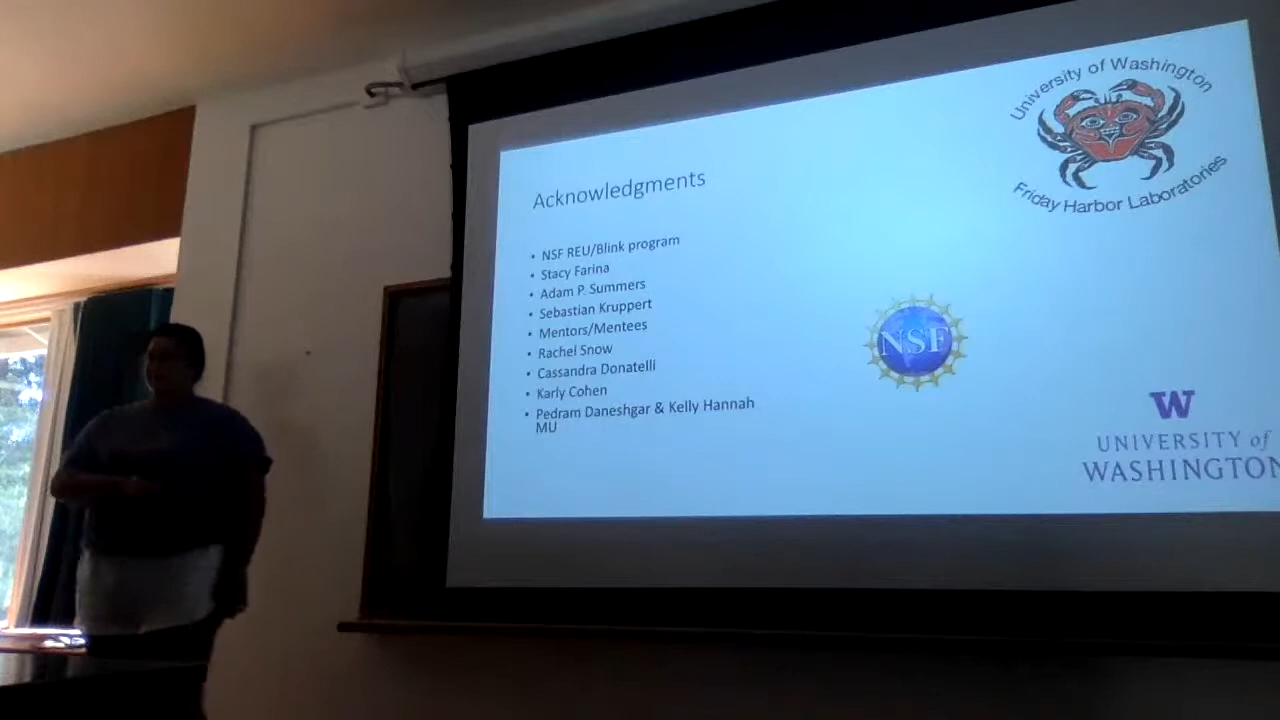 University of Washington
Friday Harbor Laboratories
Acknowledgments
• NSF REU/Blink program
• Stacy Farina
• Adam P. Summers
• Sebastian Kruppert
• Mentors/Mentees
• Rachel Snow
• Cassandra Donatelli
• Karly Cohen
• Pedram Daneshgar & Kelly Hannah
MU
NSF
W
UNIVERSITY of
WASHINGTON